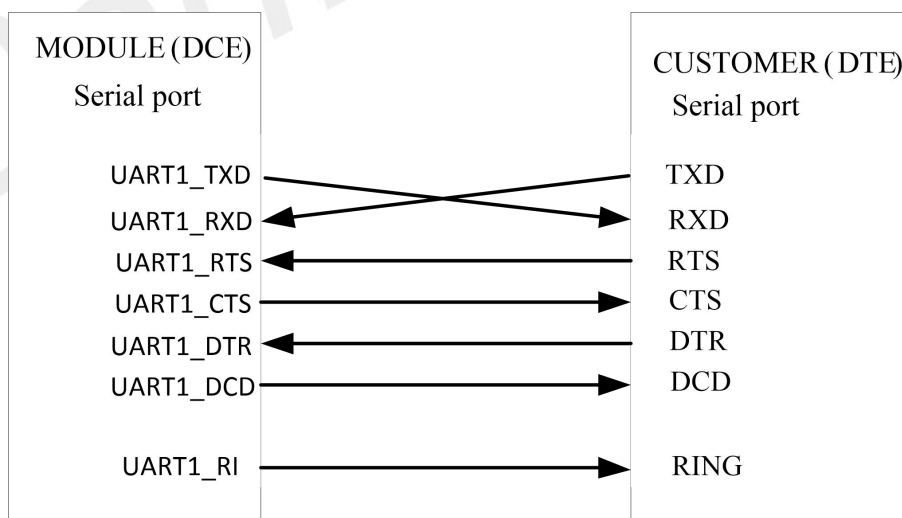 MODULE (DCE)
Serial port
UART1_TXD
UART1_RXD
UART1_RTS
UART1_CTS
UART1_DTR
UART1_DCD
UART1_RI
CUSTOMER ( DTE)
Serial port
TXD
RXD
RTS
CTS
DTR
DCD
RING